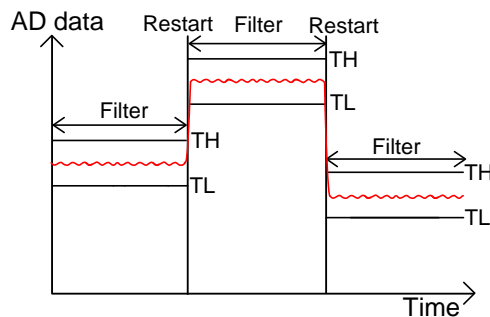 AD data
Restart
Filter
Restart
TH
TL
Filter
TH
TL
Filter
TH
TL
Time